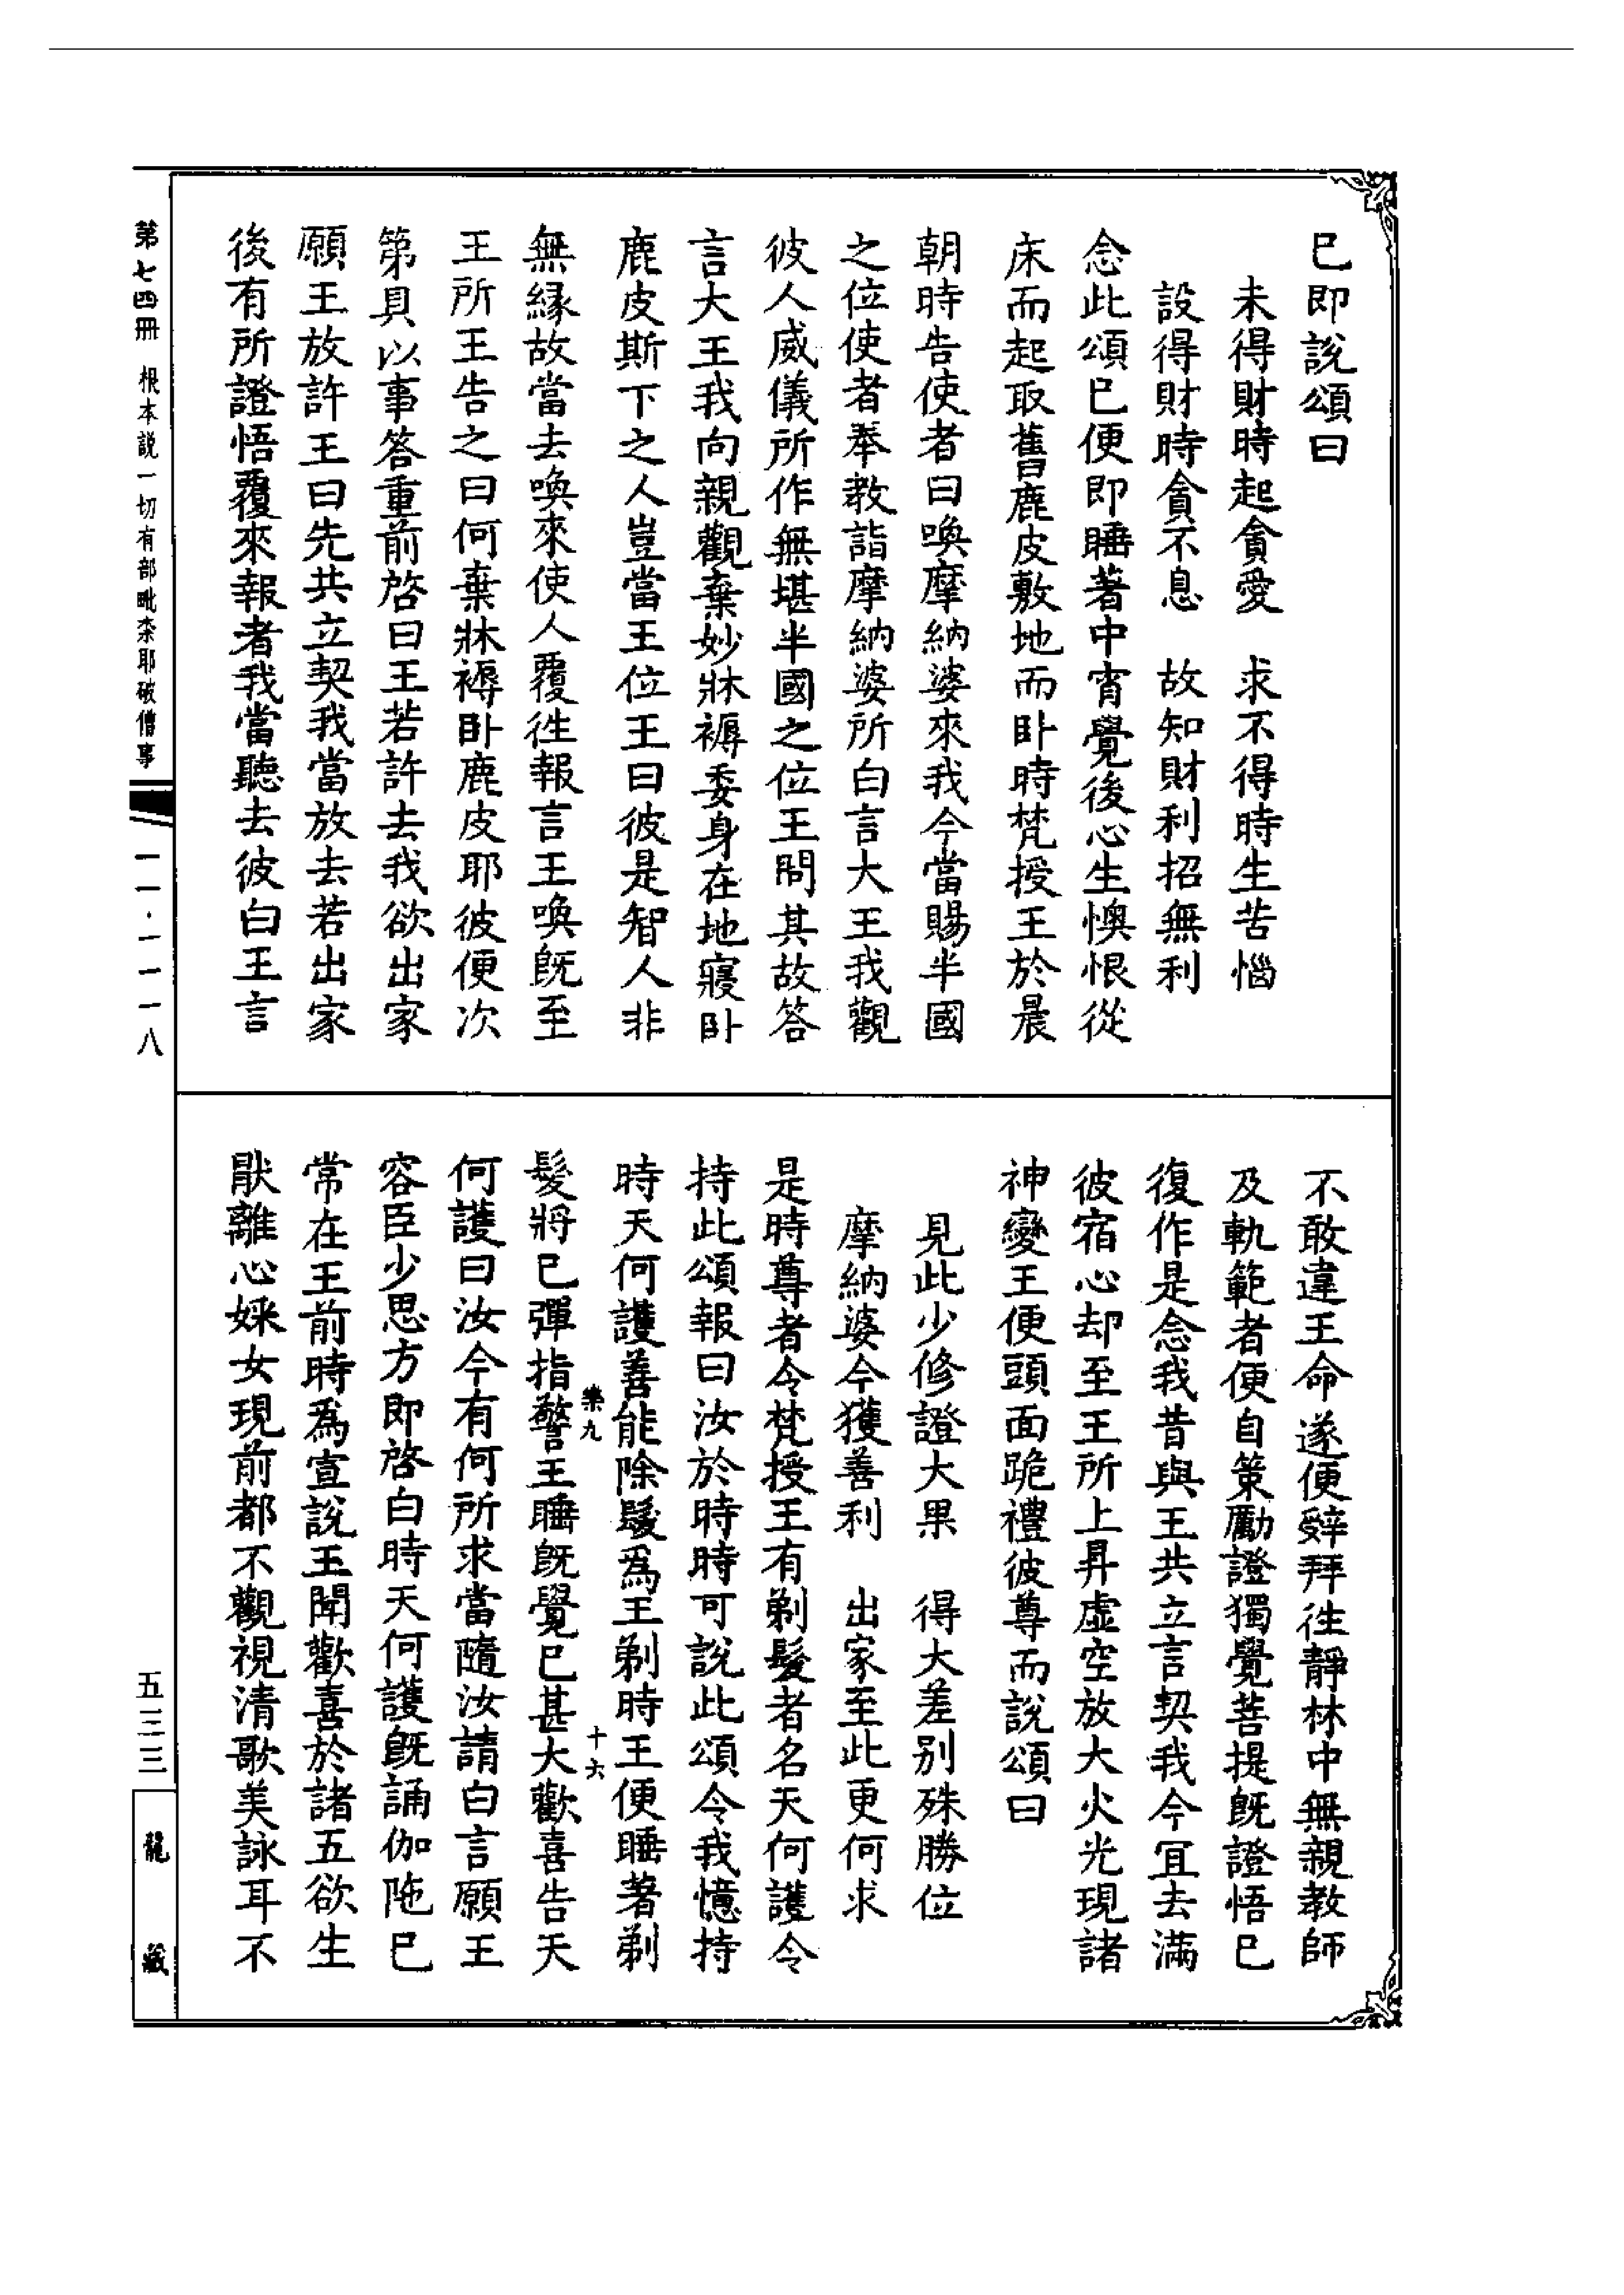 已即說頌曰
未得財時起貪愛　求不得時生苦惱
設得財時貪不息　故知財利招無利
念此頌已便即睡著中宵覺後心生懊恨從
床而起取舊鹿皮敷地而卧時梵授王於晨
朝時告使者曰喚摩納婆來我今當賜半國
之位使者奉教詣摩納婆所白言大王我觀
彼人威儀所作無堪半國之位王問其故答
言大王我向親觀棄妙牀褥委身在地寢卧
鹿皮斯下之人豈當王位王曰彼是智人非
無緣故當去喚來使人覆往報言王喚既至
王所王告之曰何棄牀褥卧鹿皮耶彼便次
第具以事答重前啓曰王若許去我欲出家
願王放許王曰先共立契我當放去若出家
後有所證悟覆來報者我當聽去彼白王言
不敢違王命遂便辭拜往靜林中無親教師
及軌範者便自策勵證獨覺菩提既證悟已
復作是念我昔與王共立言契我今宜去滿
彼宿心却至王所上昇虛空放大火光現諸
神變王便頭面跪禮彼尊而說頌曰
見此少修證大果　得大差別殊勝位
摩納婆今獲善利　出家至此更何求
是時尊者令梵授王有剃髮者名天何護令
持此頌報曰汝於時時可說此頌令我憶持
時天何護善能除鬚爲王剃時王便睡著剃
樂九　十六
髮將已彈指警王睡既覺已甚大歡喜告天
何護曰汝今有何所求當隨汝請白言願王
容臣少思方即啓白時天何護既誦伽陁已
常在王前時爲宣說王聞歡喜於諸五欲生
猒離心婇女現前都不觀視清歌美詠耳不
第七四冊　根本説一切有部毗柰耶破僧事
一一·一一一八
五三三
龍藏